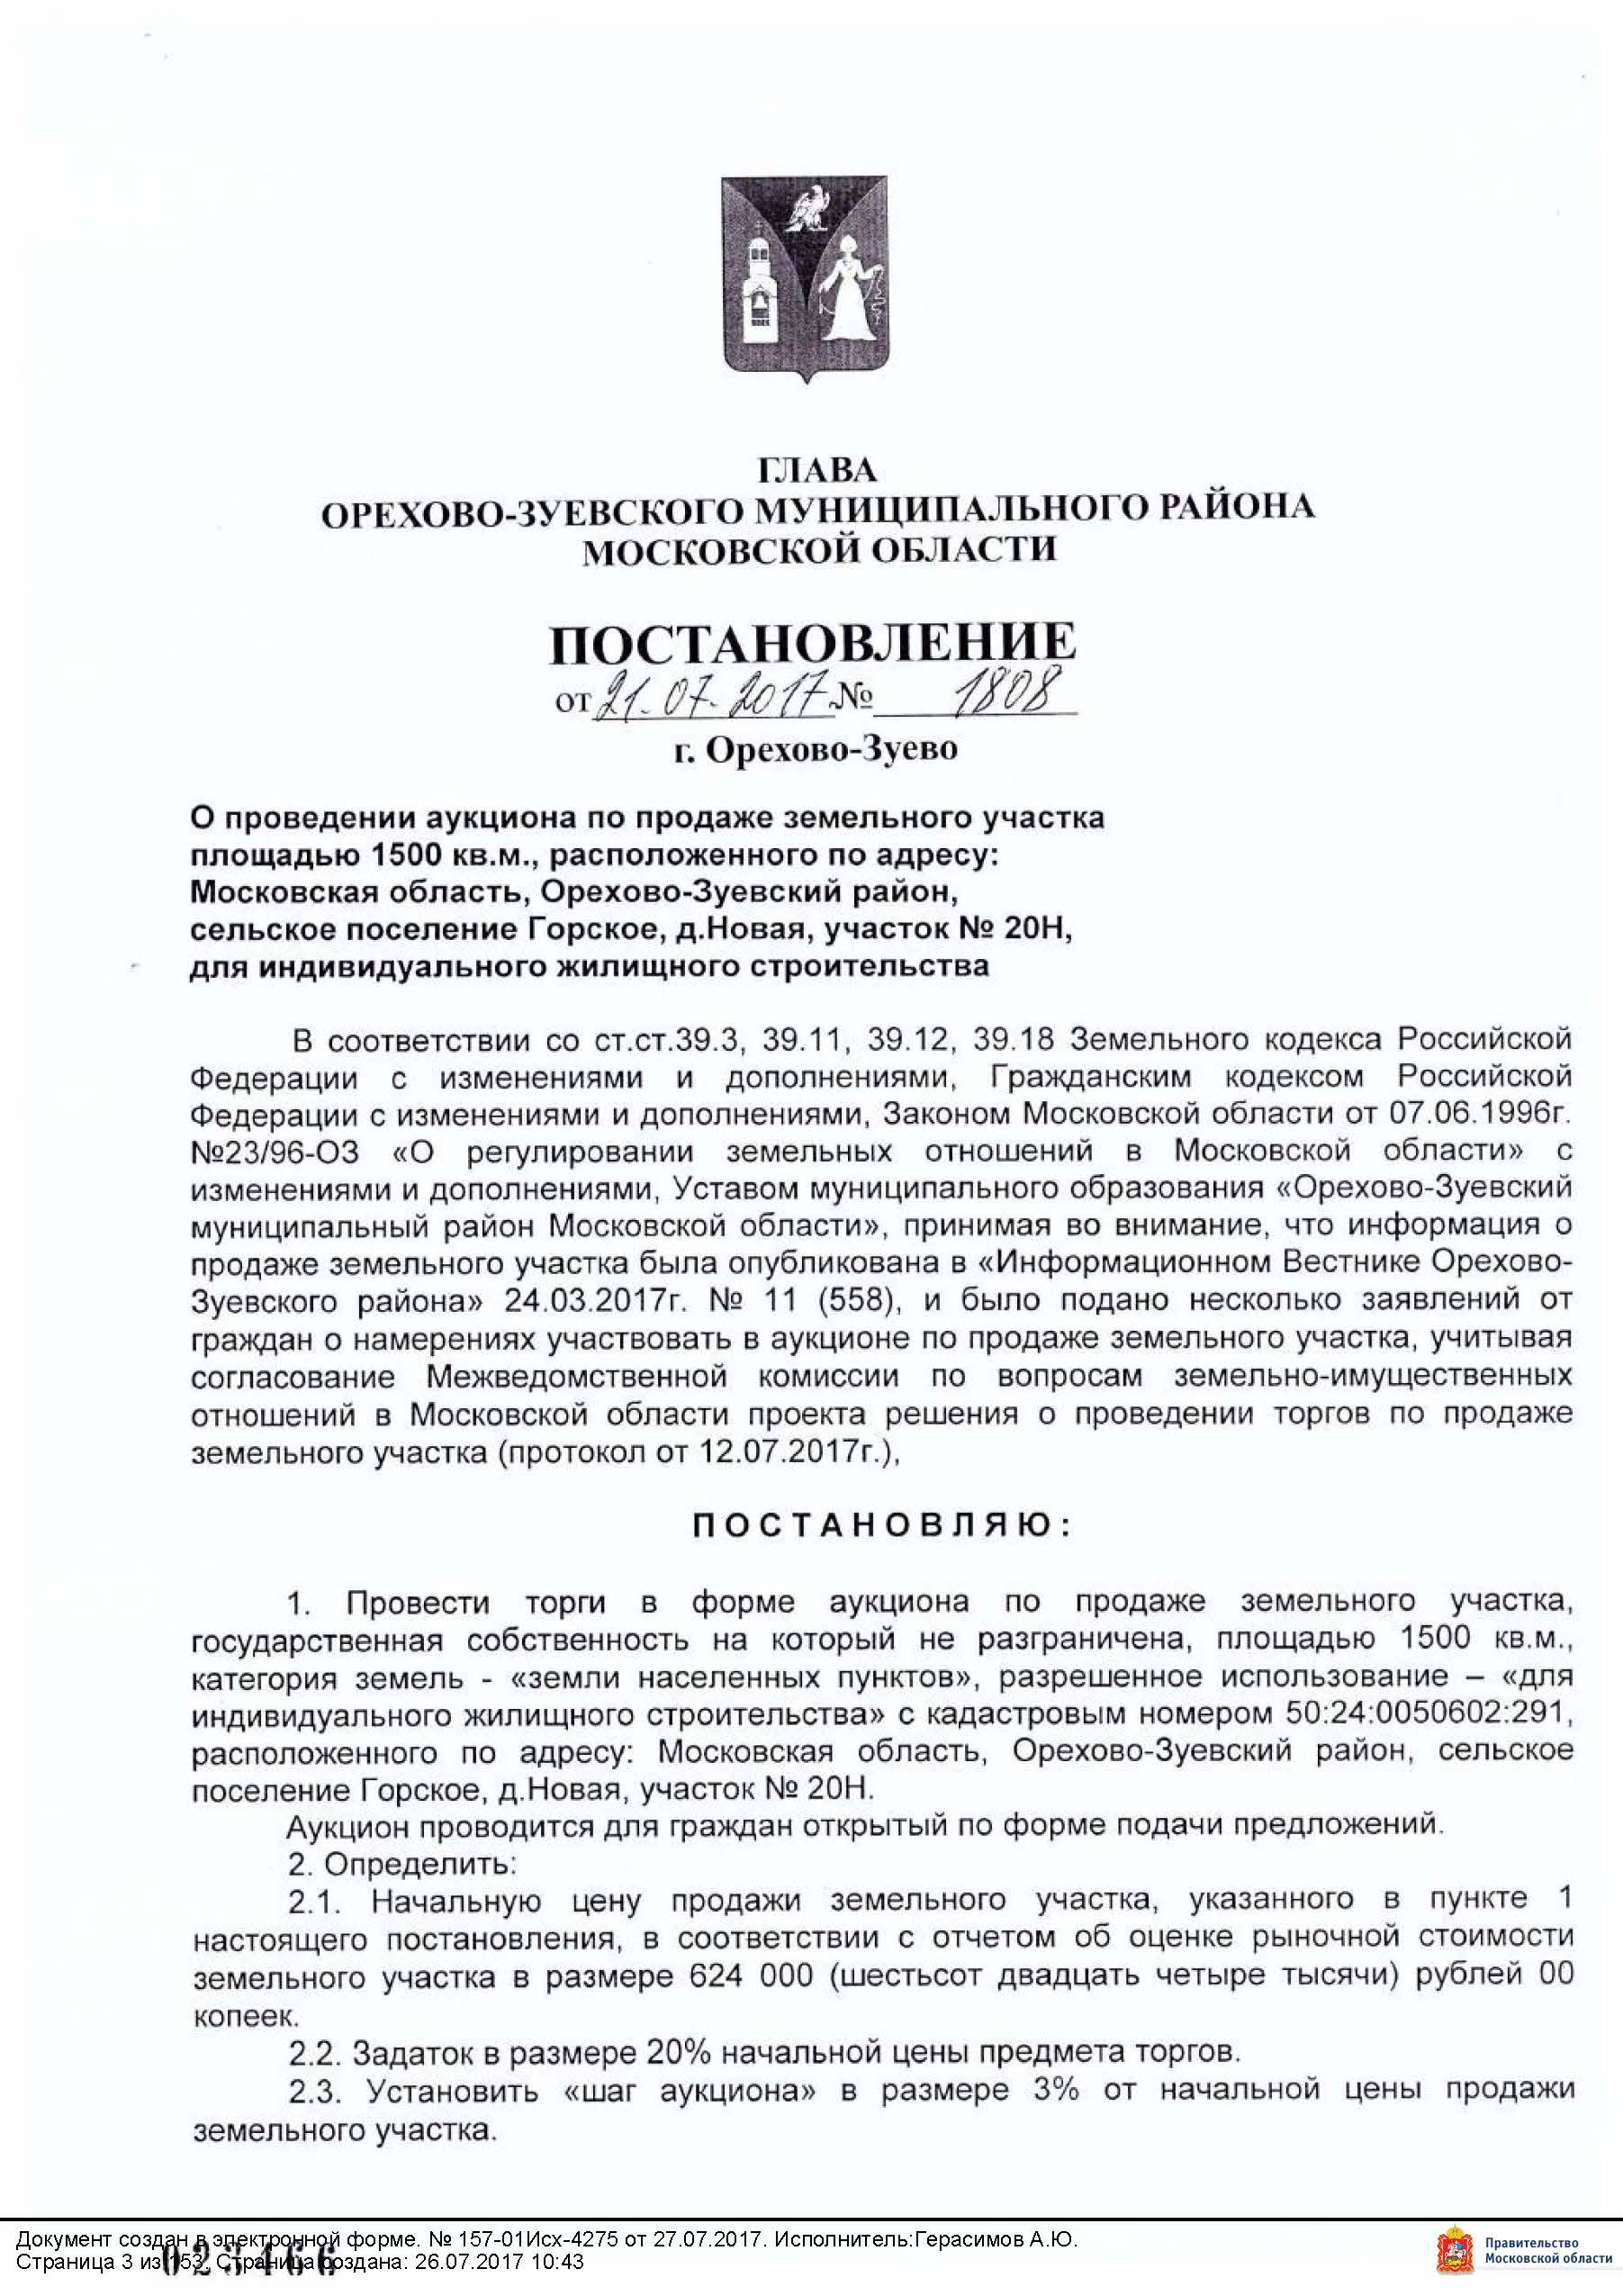 ГЛАВА
ОРЕХОВО-ЗУЕВСКОГО МУНИЦИПАЛЬНОГО РАЙОНА
МОСКОВСКОЙ ОБЛАСТИ
ПОСТАНОВЛЕНИЕ
от 21.07.2017 № 1808
г. Орехово-Зуево
О проведении аукциона по продаже земельного участка
площадью 1500 кв.м., расположенного по адресу:
Московская область, Орехово-Зуевский район,
сельское поселение Горское, д.Новая, участок № 20Н,
для индивидуального жилищного строительства
В соответствии со ст.ст.39.3, 39.11, 39.12, 39.18 Земельного кодекса Российской
Федерации с изменениями и дополнениями, Гражданским кодексом Российской
Федерации с изменениями и дополнениями, Законом Московской области от 07.06.1996г.
№23/96-ОЗ «О регулировании земельных отношений в Московской области» с
изменениями и дополнениями, Уставом муниципального образования «Орехово-Зуевский
муниципальный район Московской области», принимая во внимание, что информация о
продаже земельного участка была опубликована в «Информационном Вестнике Орехово-
Зуевского района» 24.03.2017г. № 11 (558), и было подано несколько заявлений от
граждан о намерениях участвовать в аукционе по продаже земельного участка, учитывая
согласование Межведомственной комиссии по вопросам земельно-имущественных
отношений в Московской области проекта решения о проведении торгов по продаже
земельного участка (протокол от 12.07.2017г.),
П О С Т А Н О В Л Я Ю :
1. Провести торги в форме аукциона по продаже земельного участка,
государственная собственность на который не разграничена, площадью 1500 кв.м.,
категория земель - «земли населенных пунктов», разрешенное использование – «для
индивидуального жилищного строительства» с кадастровым номером 50:24:0050602:291,
расположенного по адресу: Московская область, Орехово-Зуевский район, сельское
поселение Горское, д.Новая, участок № 20Н.
Аукцион проводится для граждан открытый по форме подачи предложений.
2. Определить:
2.1. Начальную цену продажи земельного участка, указанного в пункте 1
настоящего постановления, в соответствии с отчетом об оценке рыночной стоимости
земельного участка в размере 624 000 (шестьсот двадцать четыре тысячи) рублей 00
копеек.
2.2. Задаток в размере 20% начальной цены предмета торгов.
2.3. Установить «шаг аукциона» в размере 3% от начальной цены продажи
земельного участка.
Документ создан в электронной форме. № 157-01Исх-4275 от 27.07.2017. Исполнитель:Герасимов А.Ю.
Страница 3 из 153. Страница создана: 26.07.2017 10:43
023466
Правительство
Московской области